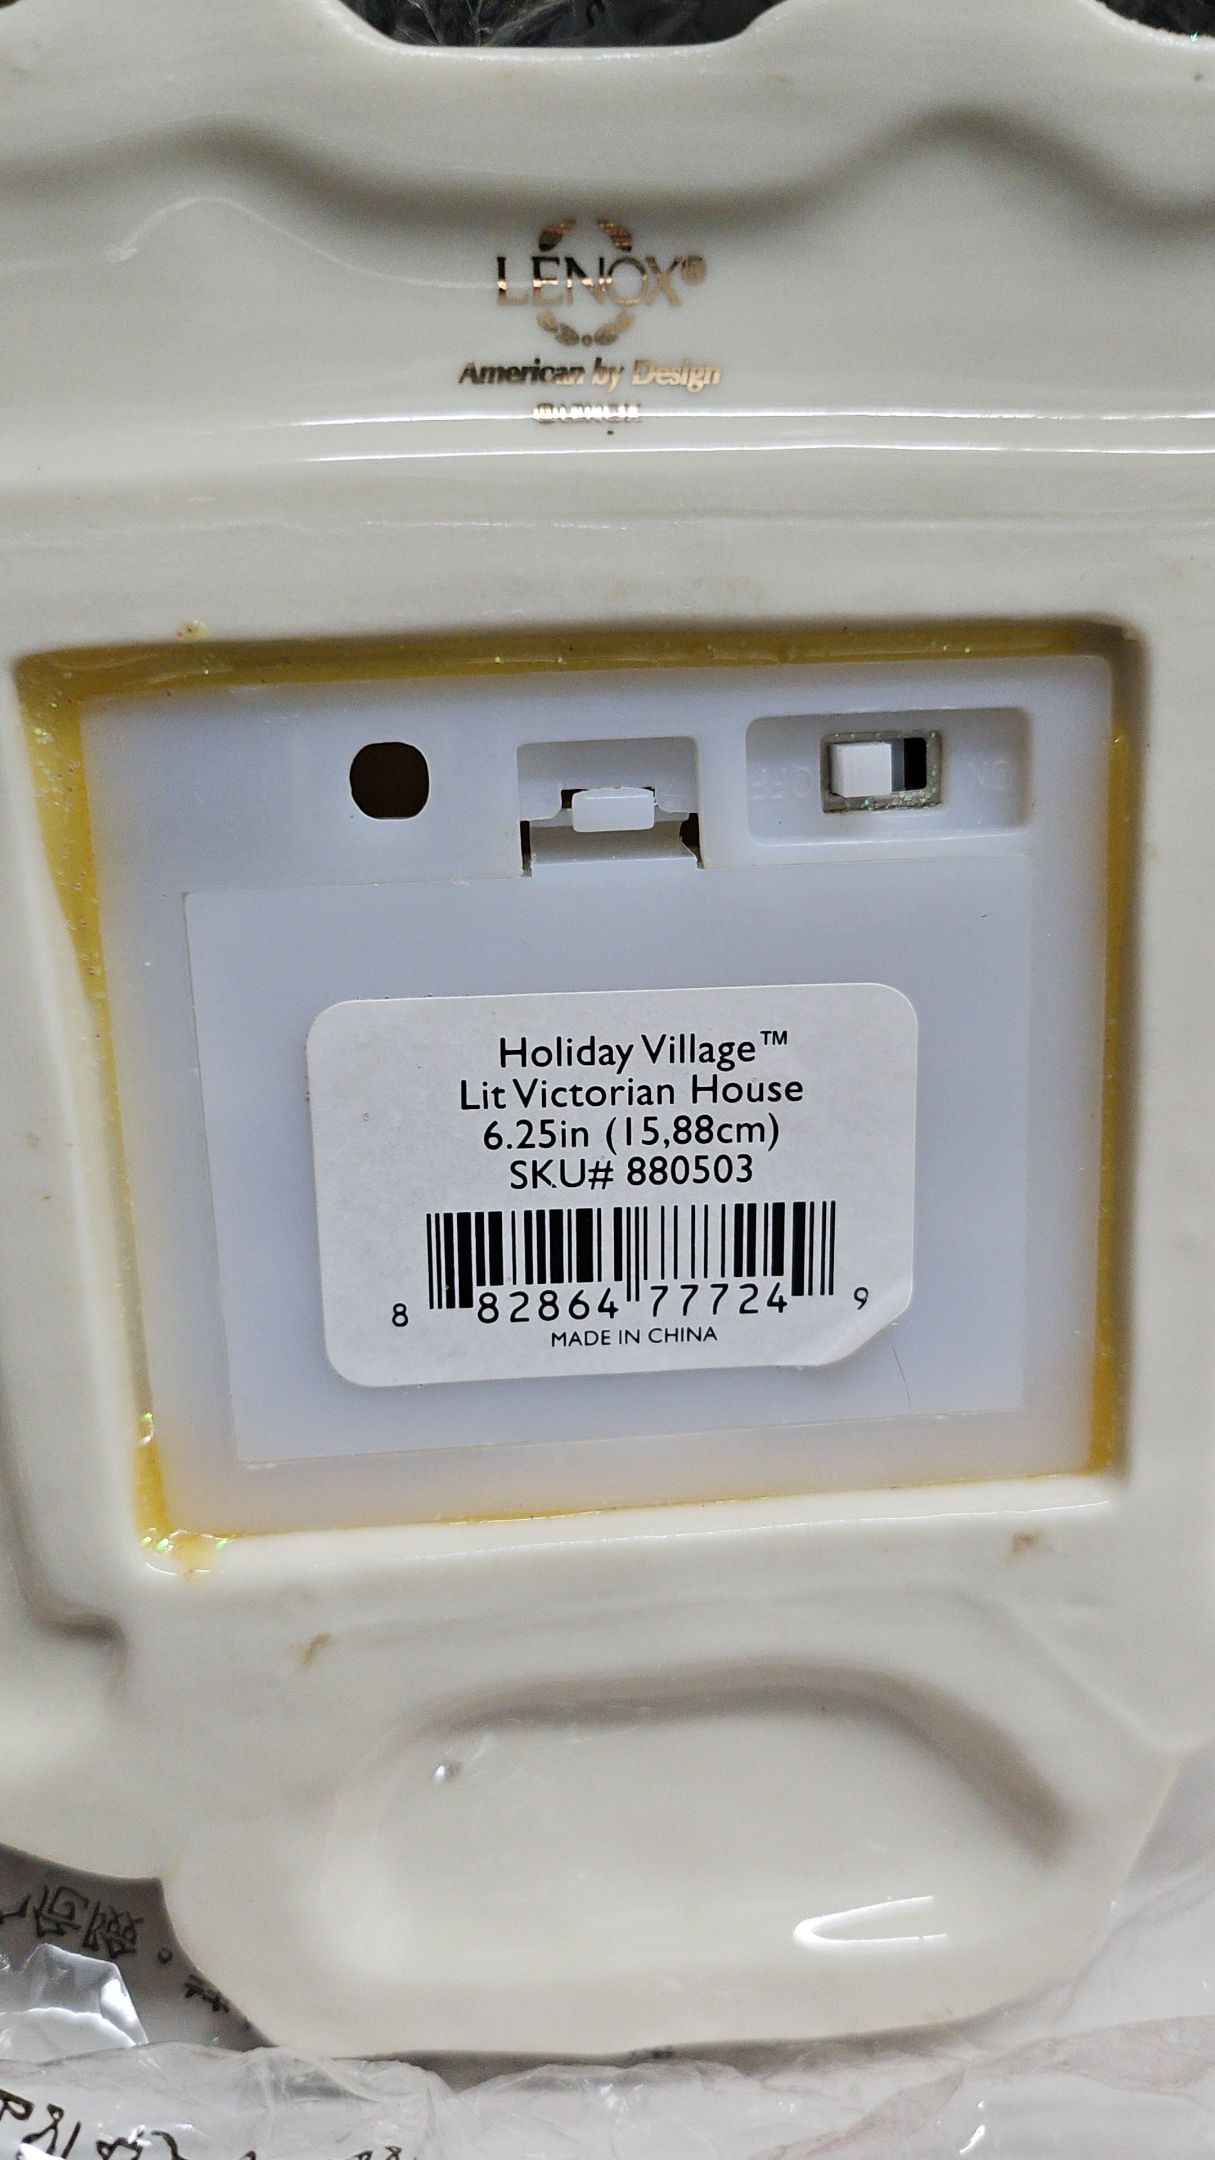 LENOX®
American by Design
Holiday Village™
Lit Victorian House
6.25in (15,88cm)
SKU# 880503
8 82864 77724 9
MADE IN CHINA